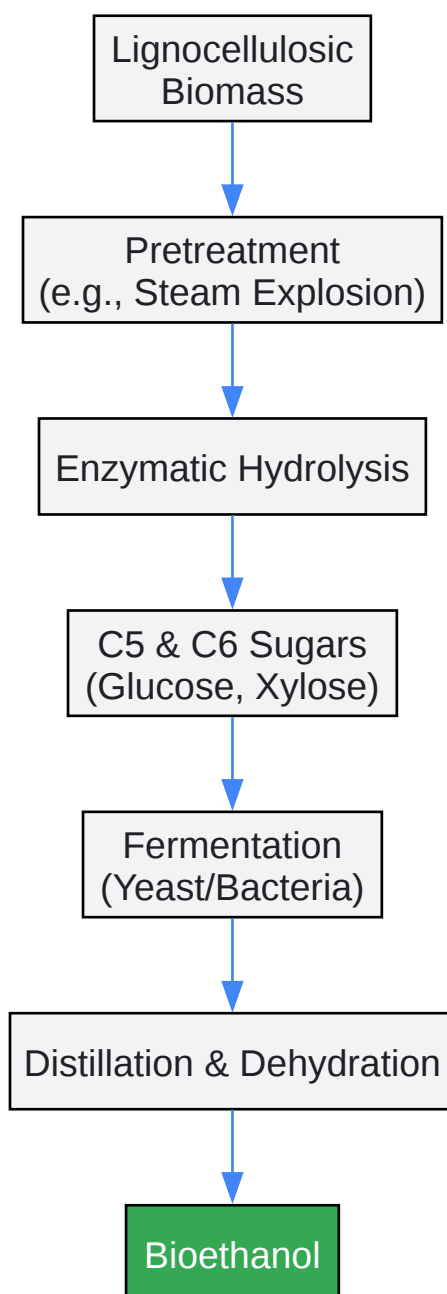 Lignocellulosic
Biomass
Pretreatment
(e.g., Steam Explosion)
Enzymatic Hydrolysis
C5 & C6 Sugars
(Glucose, Xylose)
Fermentation
(Yeast/Bacteria)
Distillation & Dehydration
Bioethanol